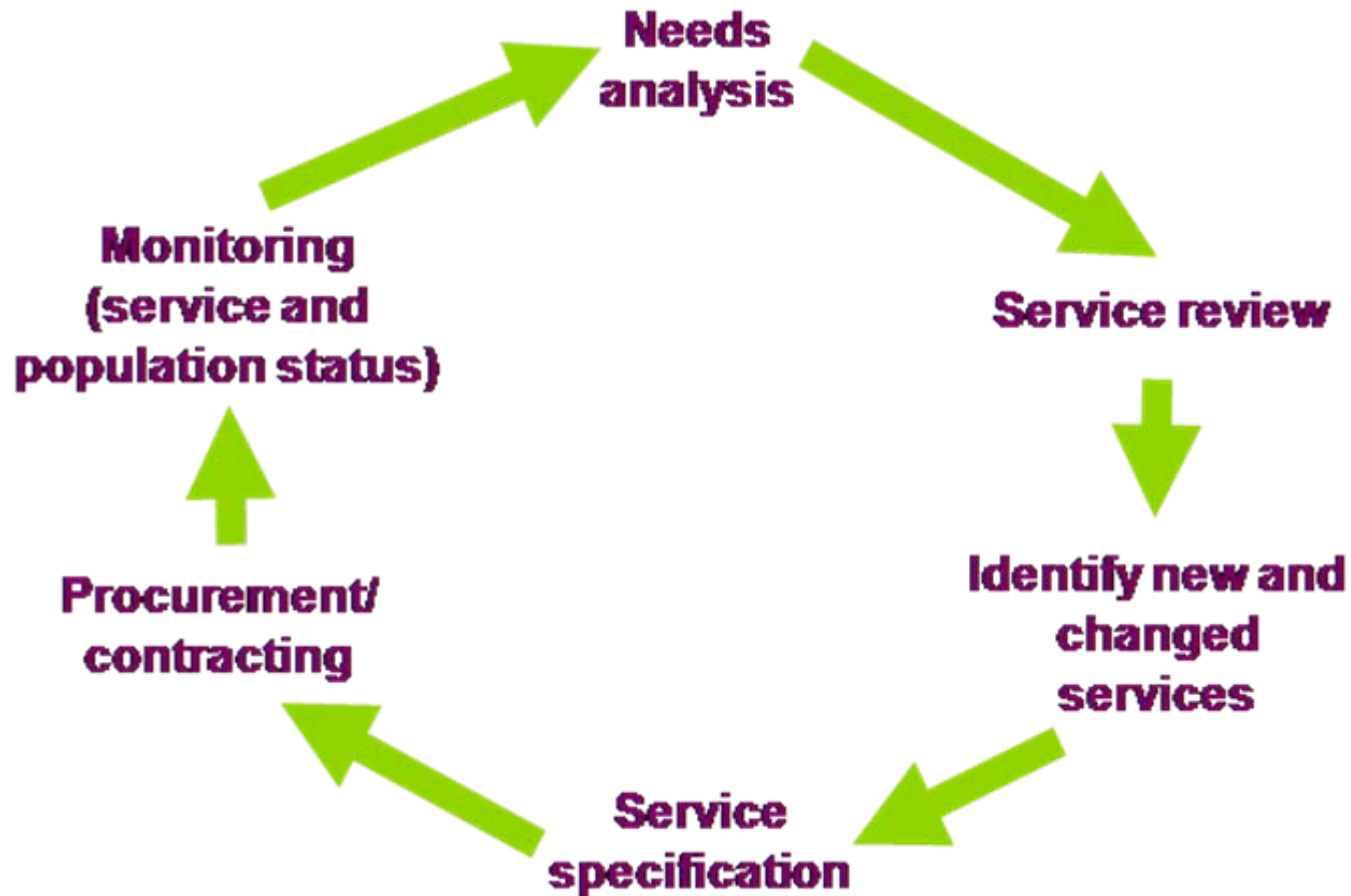 Needs
analysis
Service review
Identify new and
changed
services
Service
specification
Procurement/
contracting
Monitoring
(service and
population status)